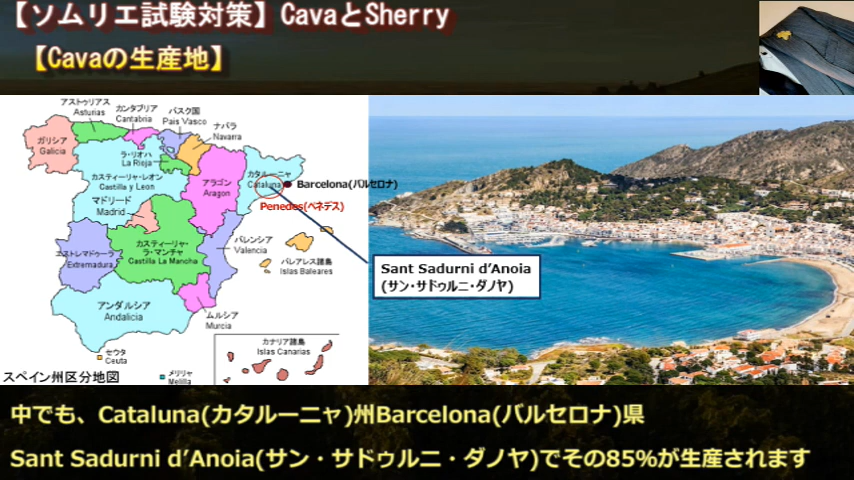 【ソムリエ試験対策】CavaとSherry
【Cavaの生産地】
アストゥリアス
Asturias
カンタブリア
Cantabria
バスク国
Pais Vasco
ナバラ
Navarra
ガリシア
Galicia
ラ・リオハ
La Rioja
カスティーリャ・レオン
Castilla y Leon
アラゴン
Aragon
カタルーニャ
Cataluna
Barcelona(バルセロナ)
Penedes(ペネデス)
マドリード
Madrid
カスティーリャ・
ラ・マンチャ
Castilla La Mancha
エストレマドゥーラ
Extremadura
バレンシア
Valencia
バレアレス諸島
Islas Baleares
Sant Sadurni d’Anoia
(サン・サドゥルニ・ダノヤ)
アンダルシア
Andalicia
ムルシア
Murcia
カナリア諸島
Islas Canarias
セウタ
Ceuta
メリリャ
Melilla
スペイン州区分地図
中でも、Cataluna(カタルーニャ)州Barcelona(バルセロナ)県
Sant Sadurni d’Anoia(サン・サドゥルニ・ダノヤ)でその85%が生産されます